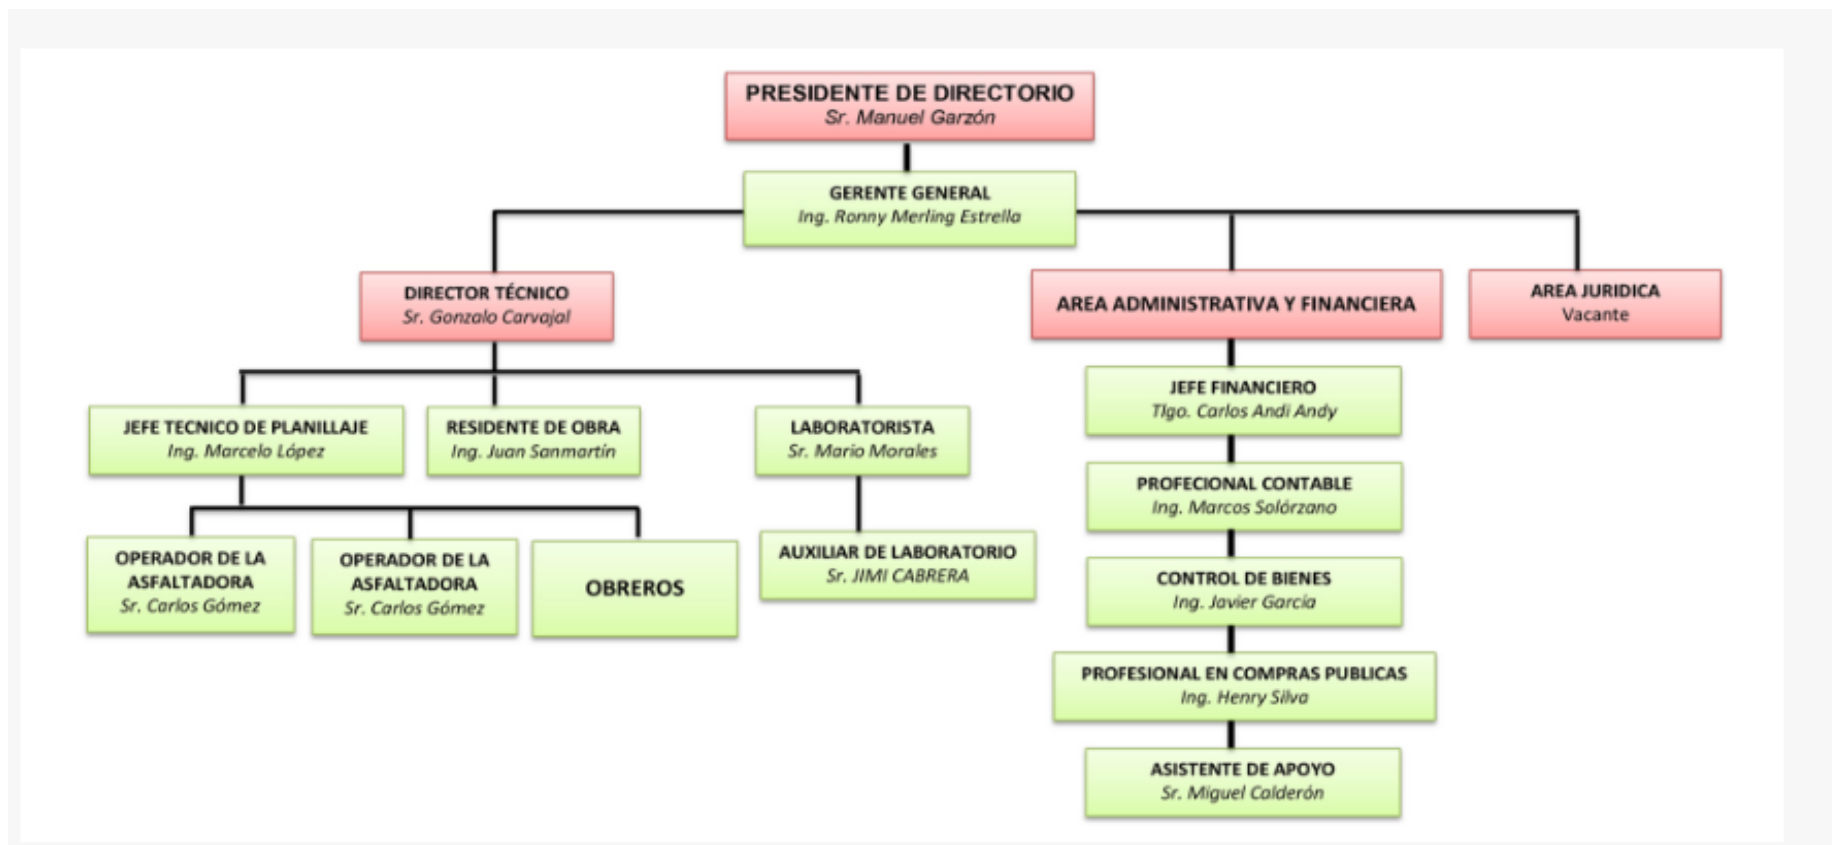 PRESIDENTE DE DIRECTORIO
Sr. Manuel Garzón
GERENTE GENERAL
Ing. Ronny Merling Estrella
DIRECTOR TÉCNICO
Sr. Gonzalo Carvajal
AREA ADMINISTRATIVA Y FINANCIERA
AREA JURIDICA
Vacante
JEFE TECNICO DE PLANILLAJE
Ing. Marcelo López
RESIDENTE DE OBRA
Ing. Juan Sanmartín
LABORATORISTA
Sr. Mario Morales
OPERADOR DE LA
ASFALTADORA
Sr. Carlos Gómez
OPERADOR DE LA
ASFALTADORA
Sr. Carlos Gómez
OBREROS
AUXILIAR DE LABORATORIO
Sr. JIMI CABRERA
JEFE FINANCIERO
Tlgo. Carlos Andi Andy
PROFECIONAL CONTABLE
Ing. Marcos Solórzano
CONTROL DE BIENES
Ing. Javier García
PROFESIONAL EN COMPRAS PUBLICAS
Ing. Henry Silva
ASISTENTE DE APOYO
Sr. Miguel Calderón